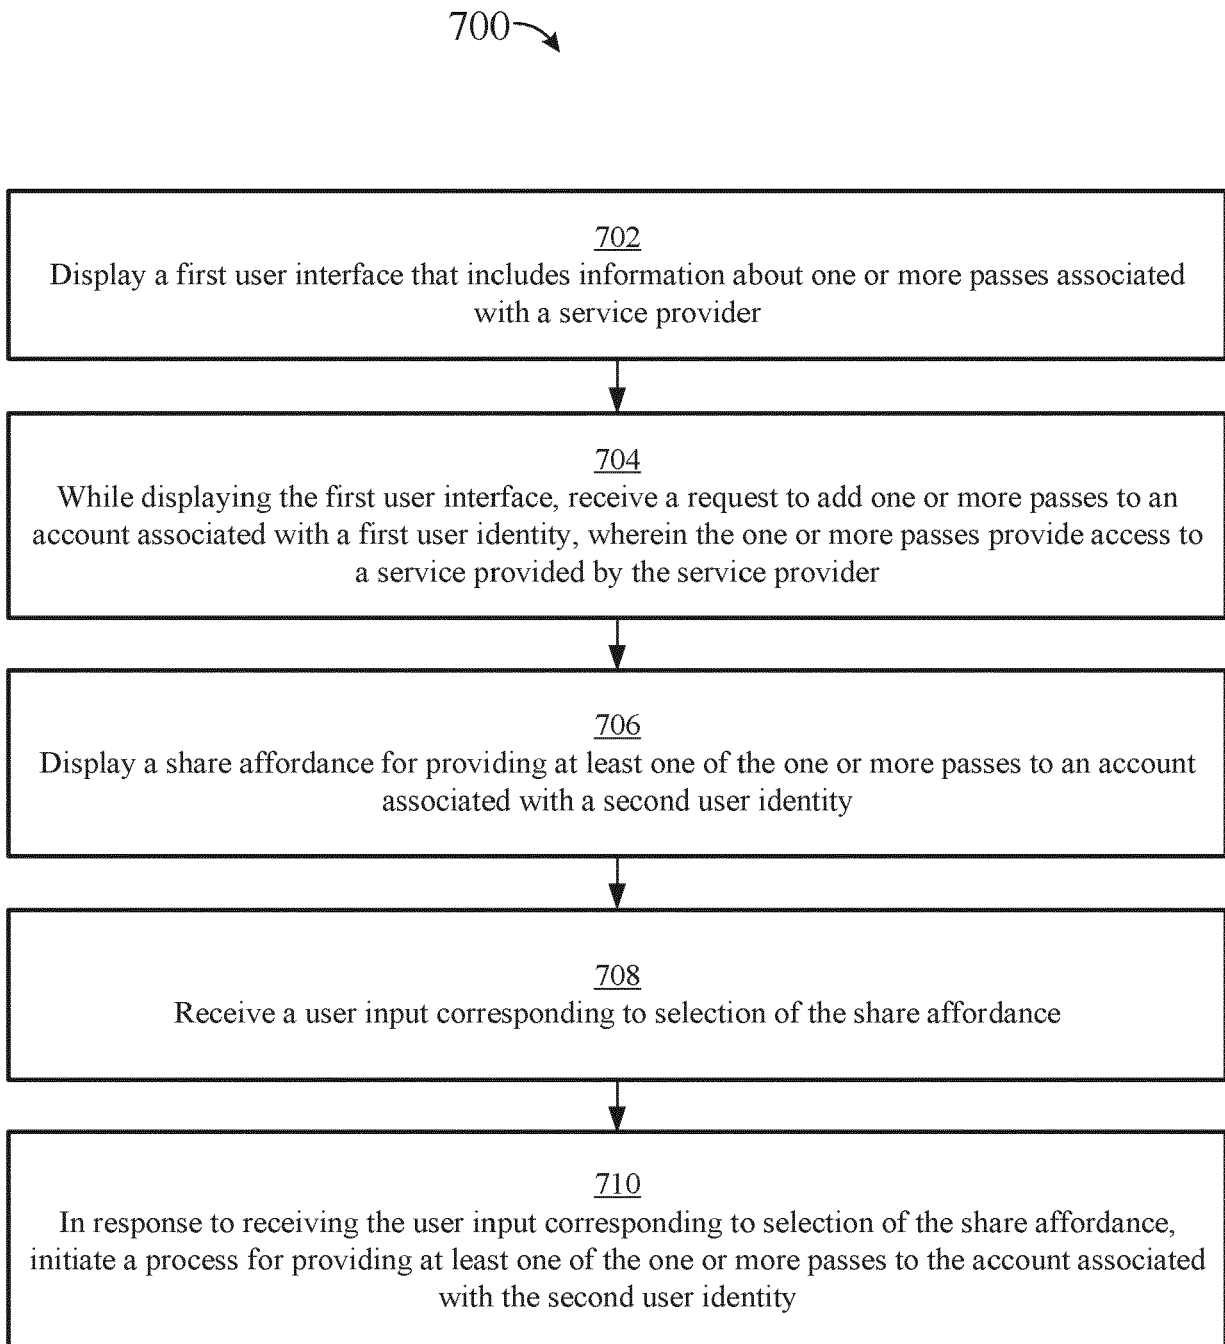 700
702
Display a first user interface that includes information about one or more passes associated
with a service provider
704
While displaying the first user interface, receive a request to add one or more passes to an
account associated with a first user identity, wherein the one or more passes provide access to
a service provided by the service provider
706
Display a share affordance for providing at least one of the one or more passes to an account
associated with a second user identity
708
Receive a user input corresponding to selection of the share affordance
710
In response to receiving the user input corresponding to selection of the share affordance,
initiate a process for providing at least one of the one or more passes to the account associated
with the second user identity